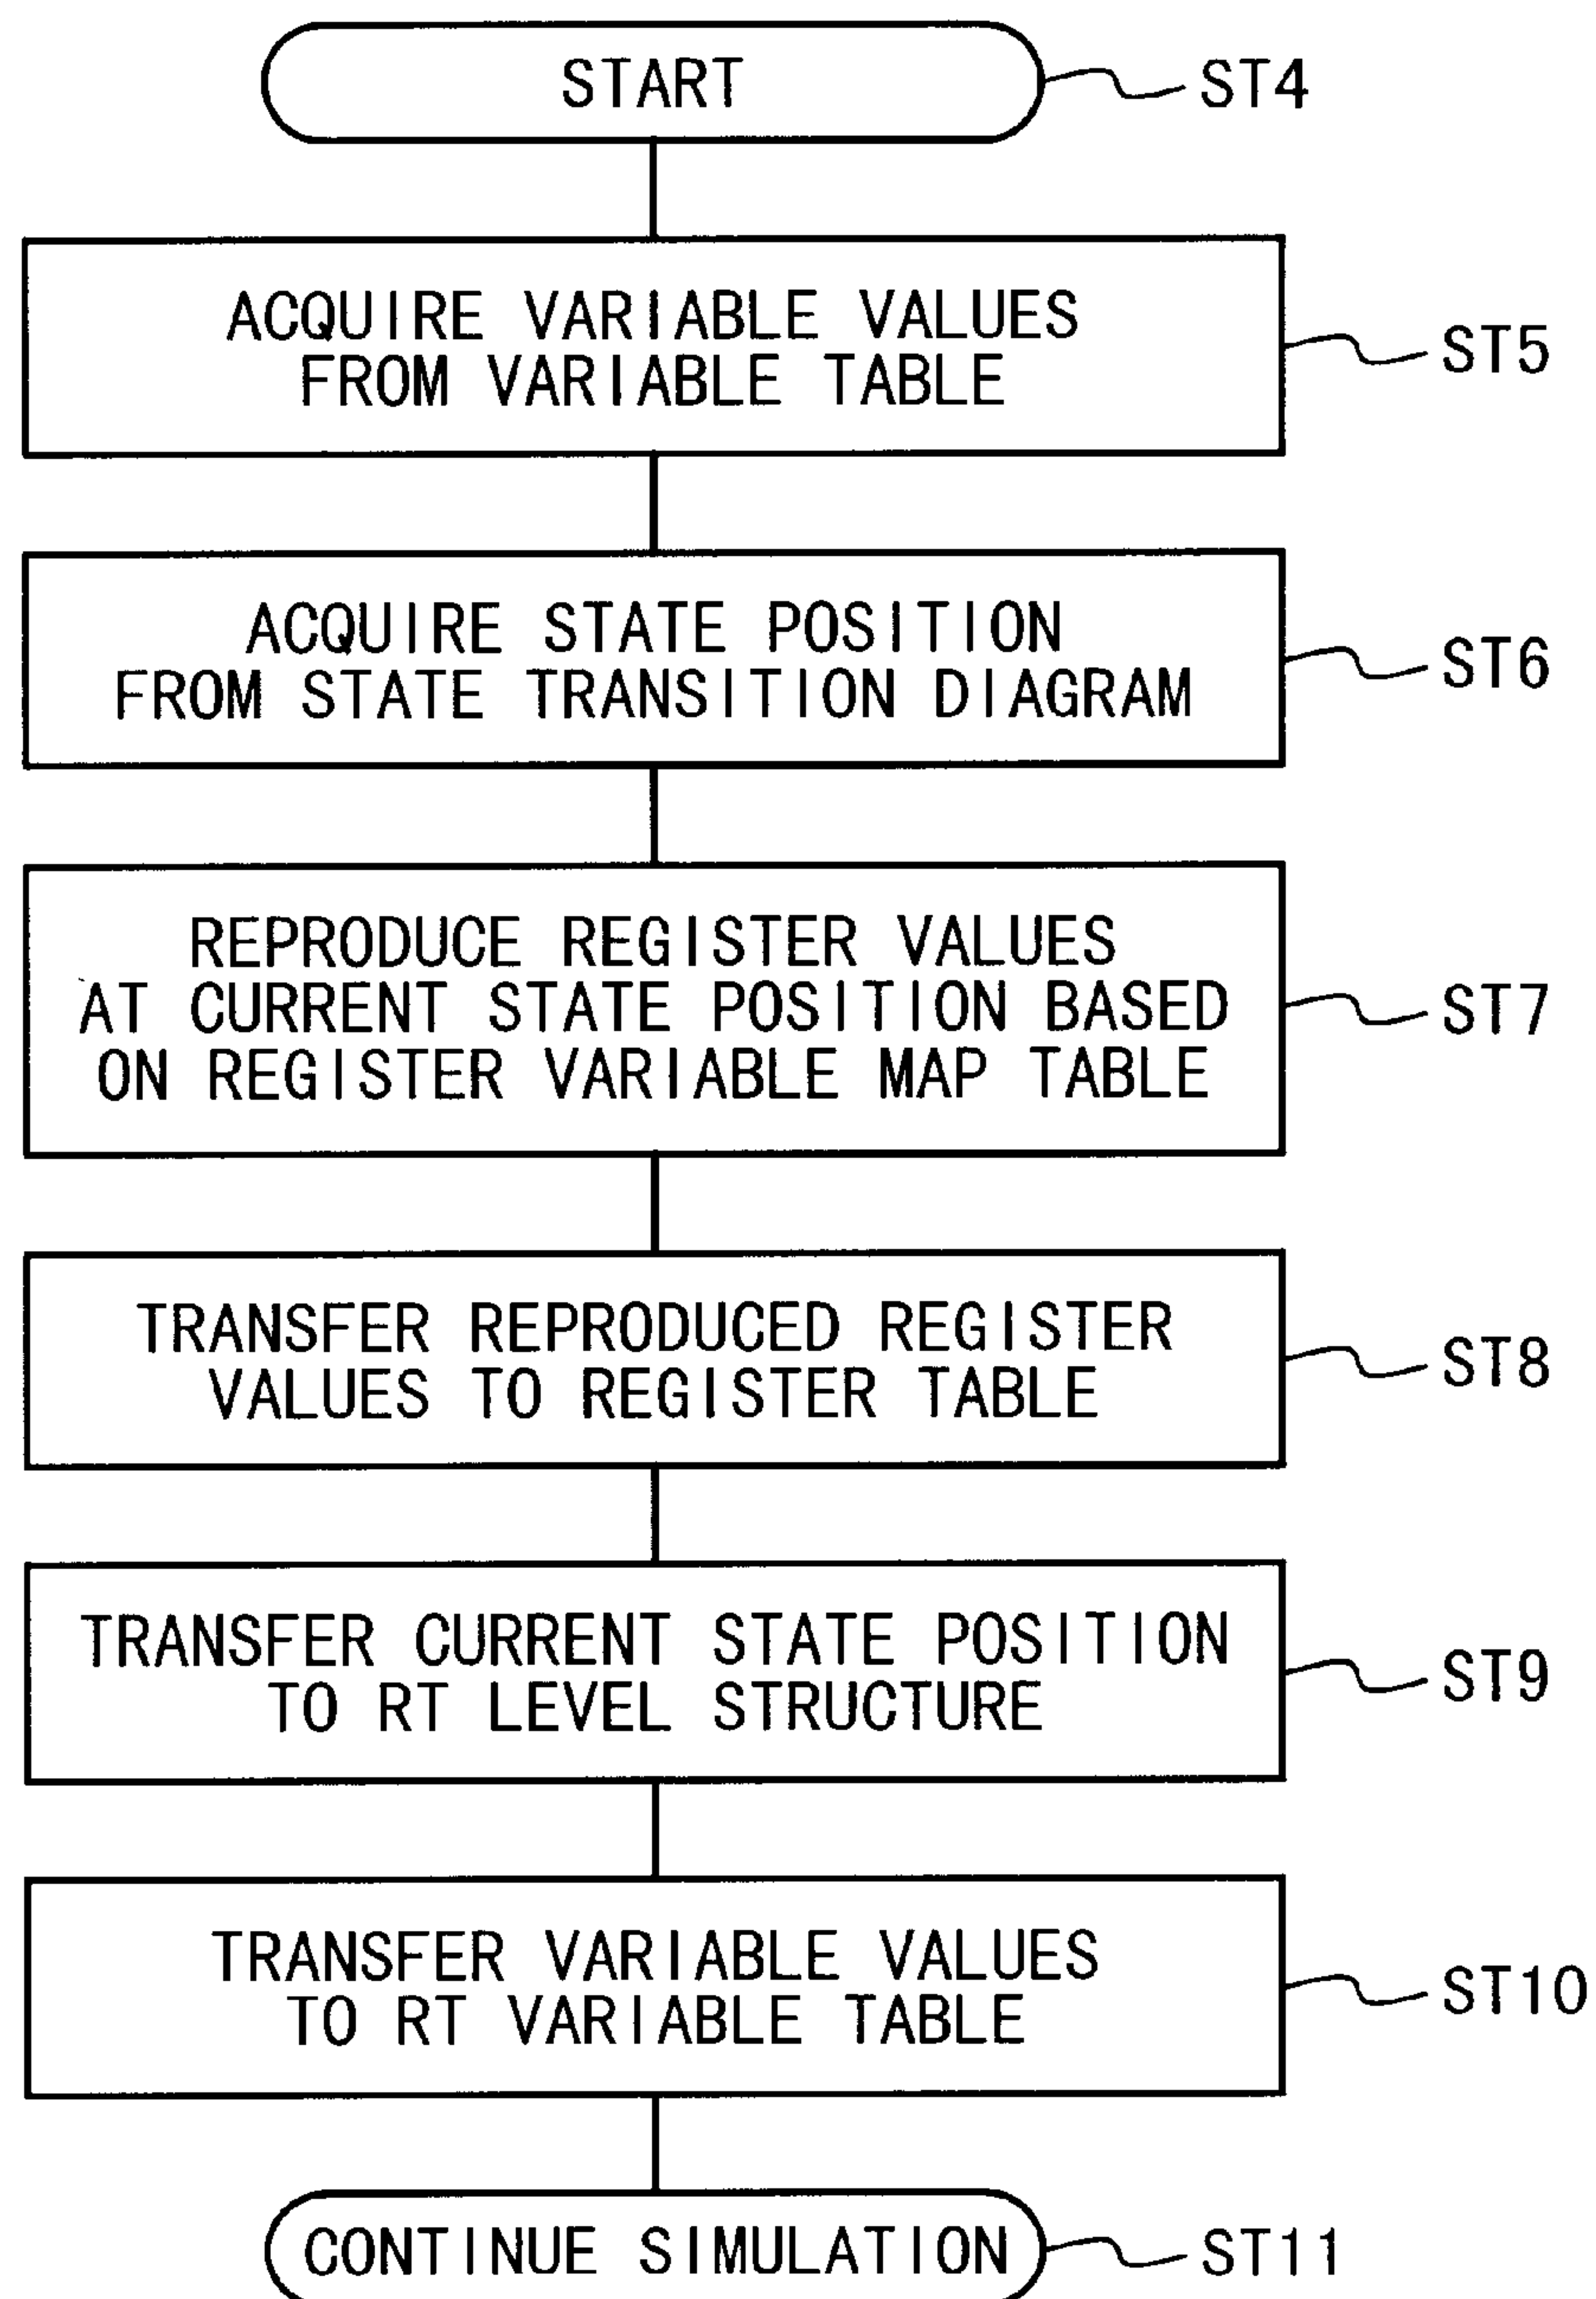 START
ST4
ACQUIRE VARIABLE VALUES
FROM VARIABLE TABLE
ST5
ACQUIRE STATE POSITION
FROM STATE TRANSITION DIAGRAM
ST6
REPRODUCE REGISTER VALUES
AT CURRENT STATE POSITION BASED
ON REGISTER VARIABLE MAP TABLE
ST7
TRANSFER REPRODUCED REGISTER
VALUES TO REGISTER TABLE
ST8
TRANSFER CURRENT STATE POSITION
TO RT LEVEL STRUCTURE
ST9
TRANSFER VARIABLE VALUES
TO RT VARIABLE TABLE
ST10
CONTINUE SIMULATION
ST11